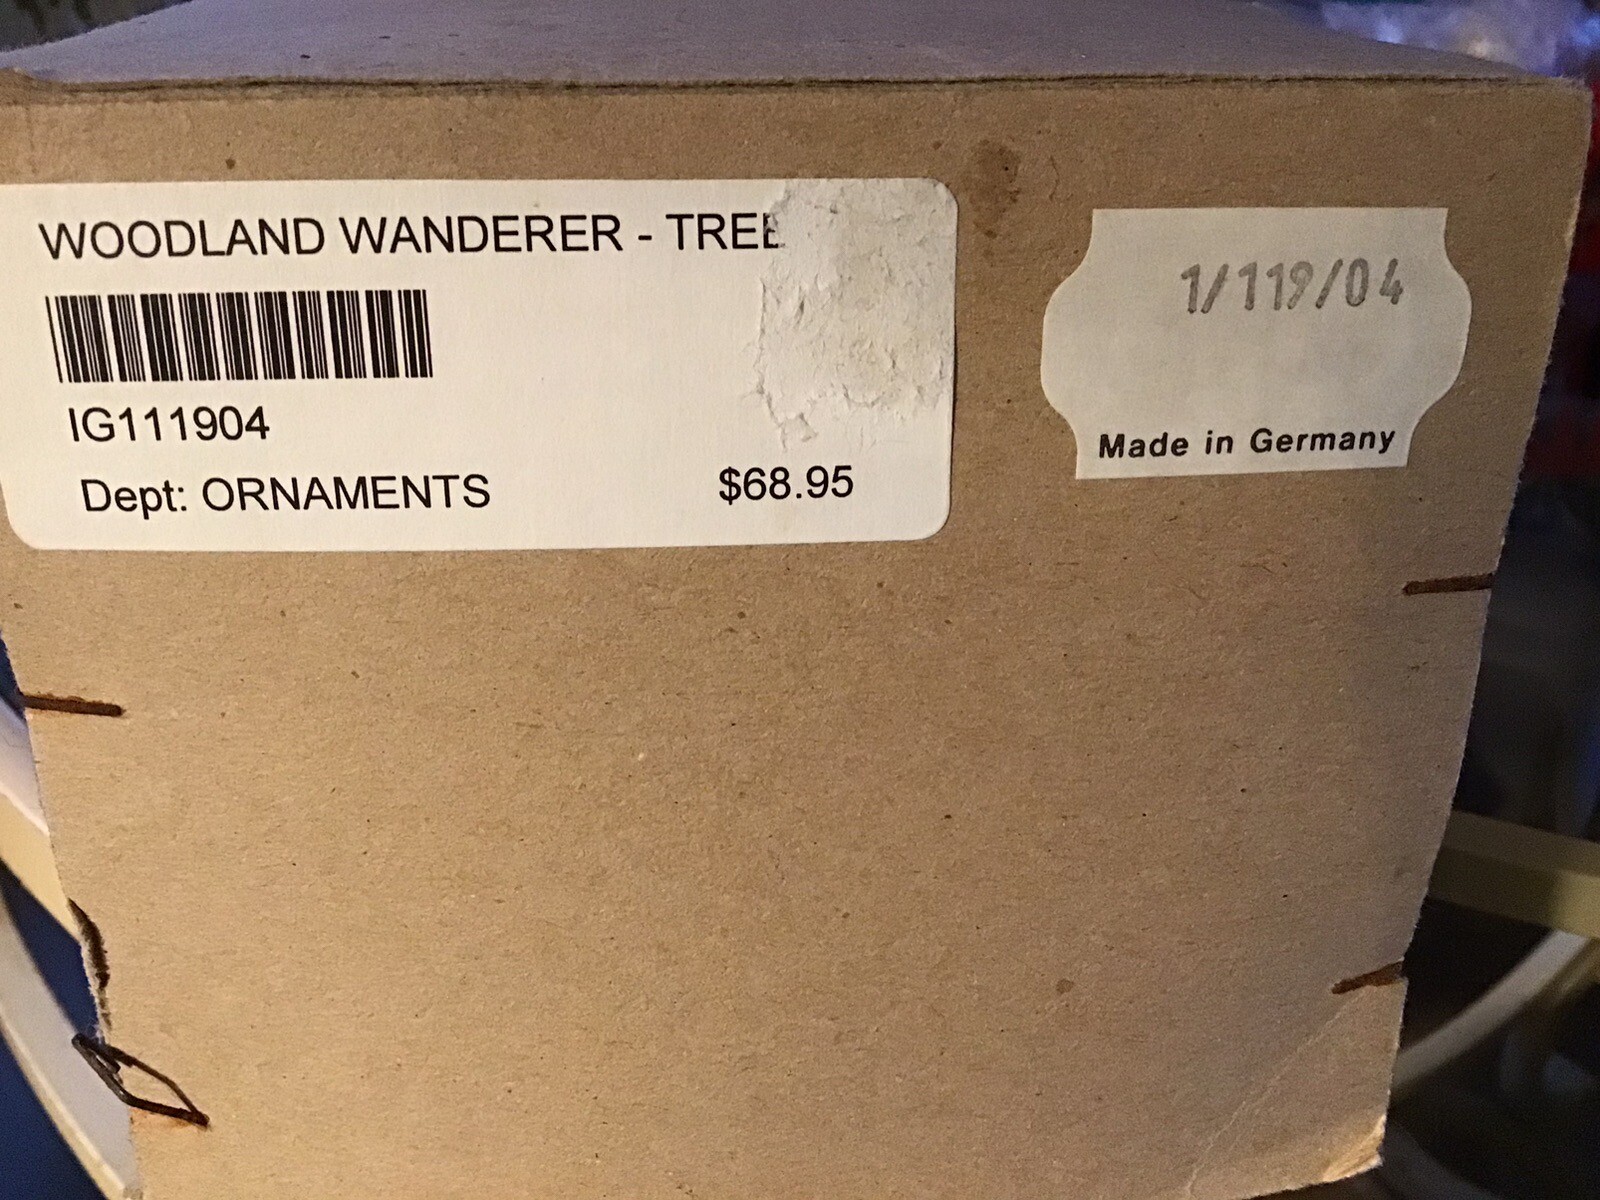 WOODLAND WANDERER - TREE
IG111904
Dept: ORNAMENTS
$68.95
1/119/04
Made in Germany